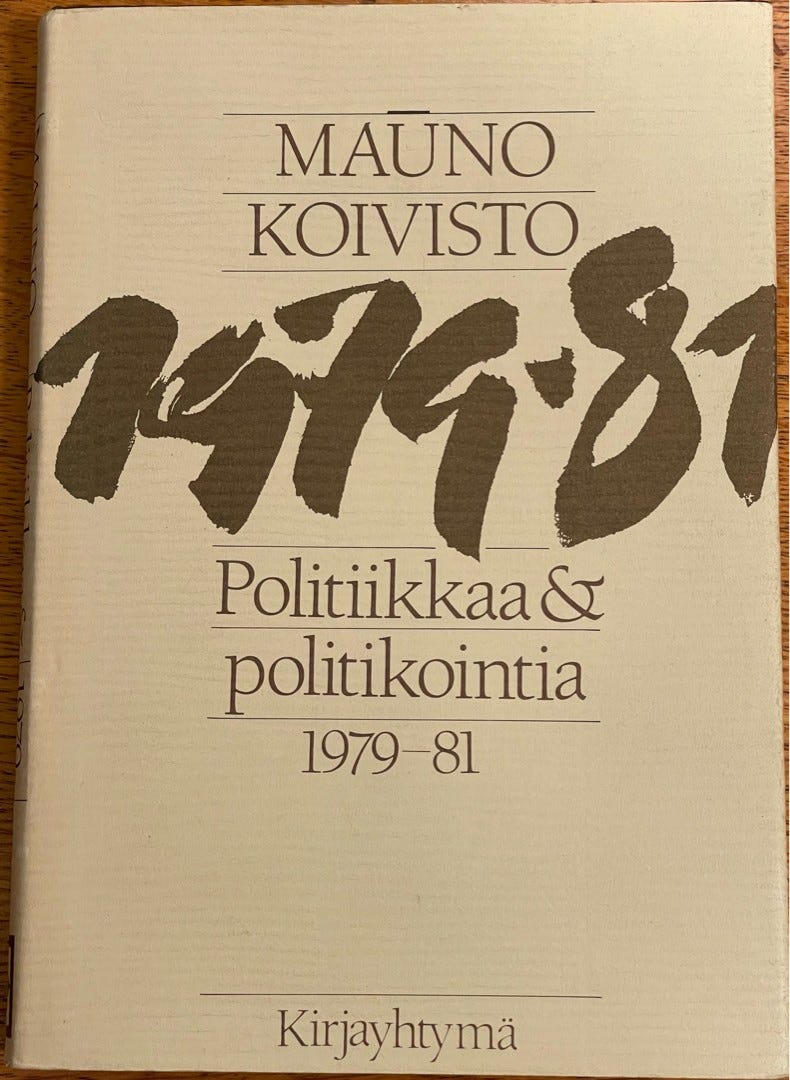 MAUNO
KOIVISTO
1979-81
Politiikkaa &
politikointia
1979–81
Kirjayhtymä